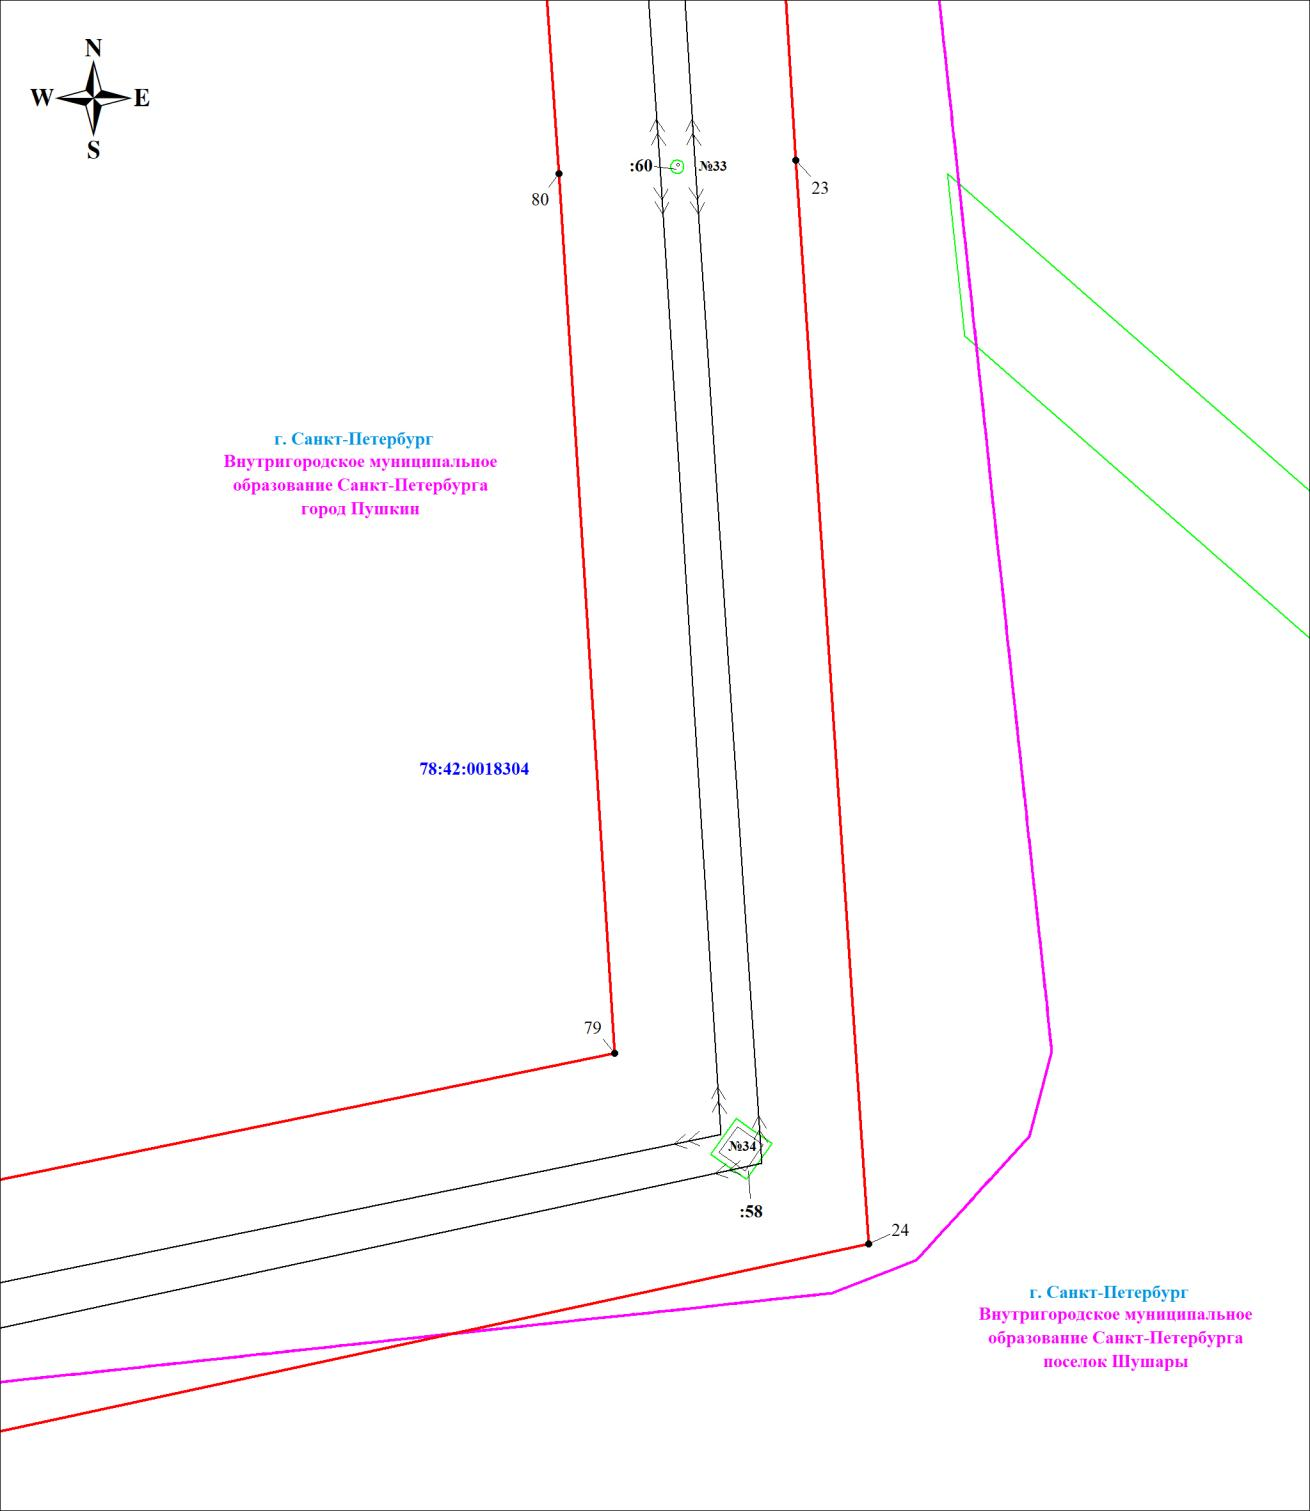 N
W E
S
:60 №33
80
23
г. Санкт-Петербург
Внутригородское муниципальное
образование Санкт-Петербурга
город Пушкин
78:42:0018304
79
№34
:58
24
г. Санкт-Петербург
Внутригородское муниципальное
образование Санкт-Петербурга
поселок Шушары